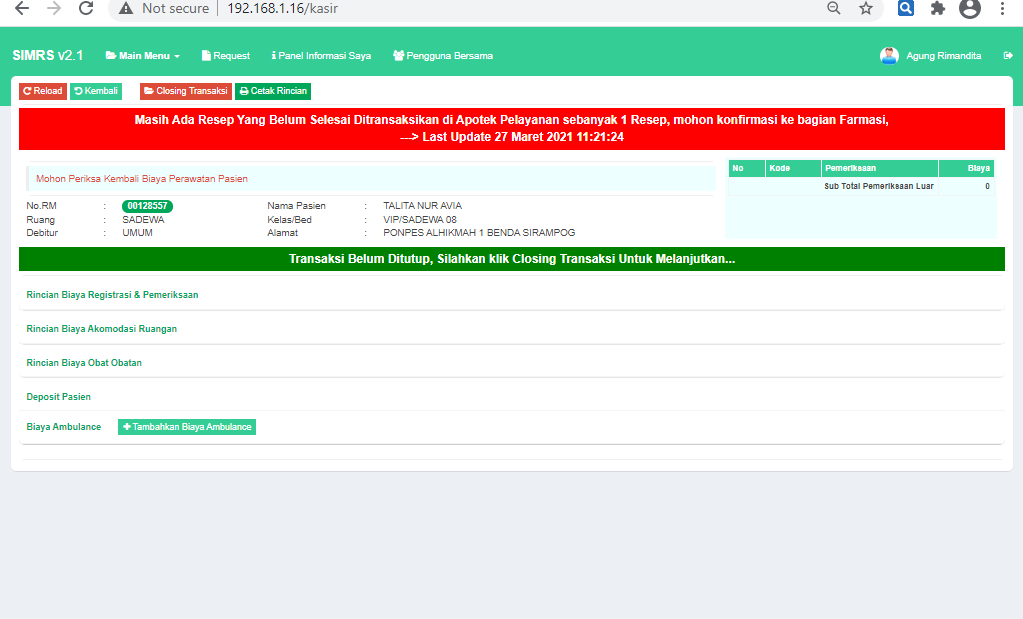 Not secure 192.168.1.16/kasir
SIMRS v2.1 Main Menu Request Panel Informasi Saya Pengguna Bersama Agung Rimandita
Reload Kembali Closing Transaksi Cetak Rincian
Masih Ada Resep Yang Belum Selesai Ditransaksikan di Apotek Pelayanan sebanyak 1 Resep, mohon konfirmasi ke bagian Farmasi,
---> Last Update 27 Maret 2021 11:21:24
Mohon Periksa Kembali Biaya Perawatan Pasien
No Kode Pemeriksaan Biaya
Sub Total Pemeriksaan Luar 0
No.RM : 00128557 Nama Pasien : TALITA NUR AVIA
Ruang : SADEWA Kelas/Bed : VIP/SADEWA 08
Debitur : UMUM Alamat : PONPES ALHIKMAH 1 BENDA SIRAMPOG
Transaksi Belum Ditutup, Silahkan klik Closing Transaksi Untuk Melanjutkan...
Rincian Biaya Registrasi & Pemeriksaan
Rincian Biaya Akomodasi Ruangan
Rincian Biaya Obat Obatan
Deposit Pasien
Biaya Ambulance Tambahkan Biaya Ambulance